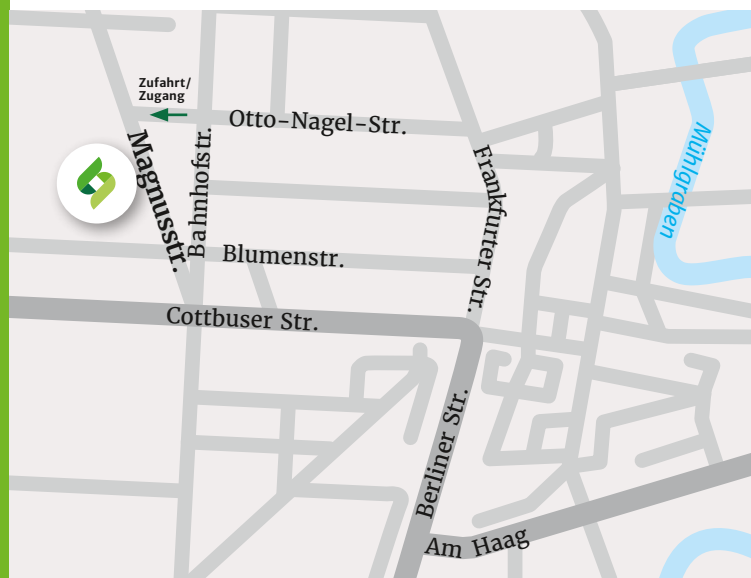 Zufahrt/
Zugang
Otto-Nagel-Str.
Magnusstr.
Bahnhofstr.
Frankfurter Str.
Mühlgraben
Blumenstr.
Cottbuser Str.
Berliner Str.
Am Haag